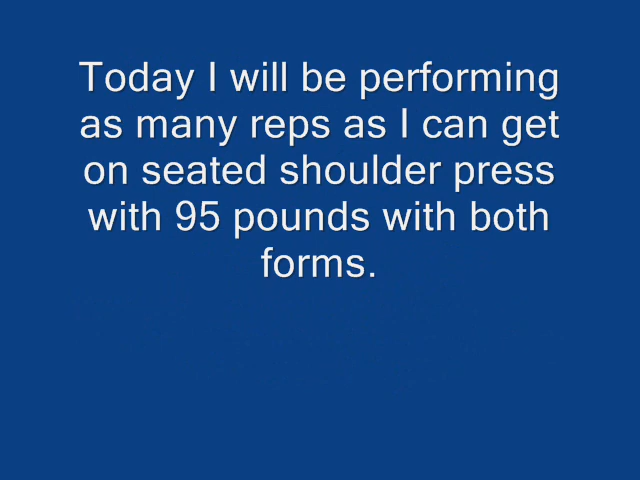 Today I will be performing
as many reps as I can get
on seated shoulder press
with 95 pounds with both
forms.